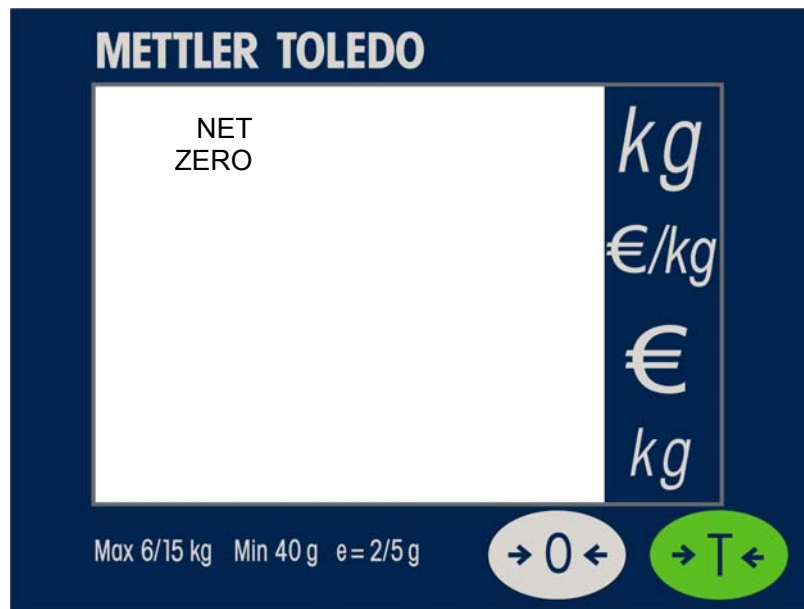 METTLER TOLEDO
NET
ZERO
kg
€/kg
€
kg
Max 6/15 kg Min 40 g e = 2/5 g
→ 0 ←
→ T ←